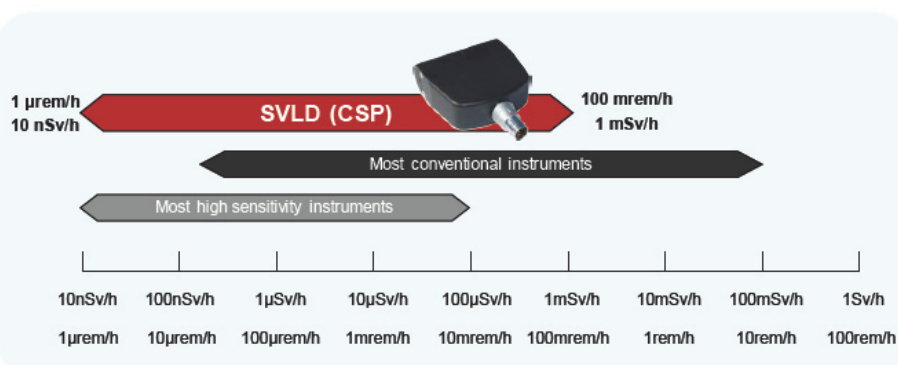 1 µrem/h
10 nSv/h
SVLD (CSP)
100 mrem/h
1 mSv/h
Most conventional instruments
Most high sensitivity instruments
10nSv/h 100nSv/h 1µSv/h 10µSv/h 100µSv/h 1mSv/h 10mSv/h 100mSv/h 1Sv/h
1µrem/h 10µrem/h 100µrem/h 1mrem/h 10mrem/h 100mrem/h 1rem/h 10rem/h 100rem/h